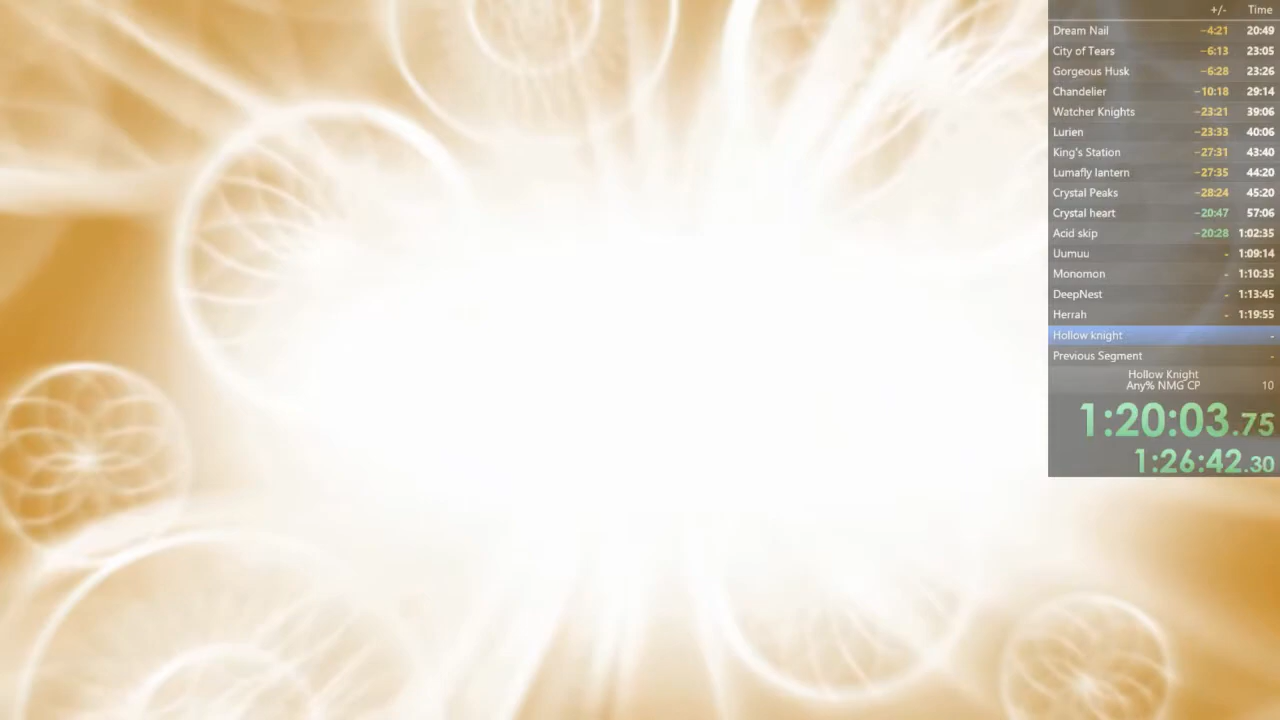 +/- Time
Dream Nail −4:21 20:49
City of Tears −6:13 23:05
Gorgeous Husk −6:28 23:26
Chandelier −10:18 29:14
Watcher Knights −23:21 39:06
Lurien −23:33 40:06
King's Station −27:31 43:40
Lumafly lantern −27:35 44:20
Crystal Peaks −28:24 45:20
Crystal heart −20:47 57:06
Acid skip −20:28 1:02:35
Uumuu - 1:09:14
Monomon - 1:10:35
DeepNest - 1:13:45
Herrah - 1:19:55
Hollow knight -
Previous Segment -
Hollow Knight
Any% NMG CP 10
1:20:03.75
1:26:42.30